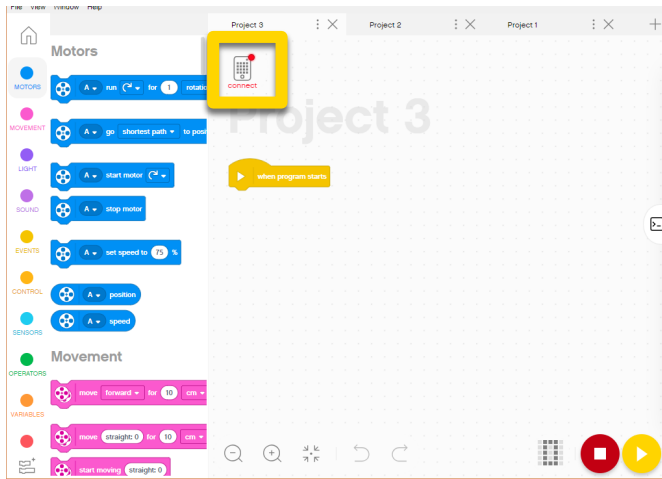 File View Window Help
Project 3
Project 2
Project 1
Motors
connect
Project 3
MOTORS
A run for 1 rotatio
MOVEMENT
A go shortest path to posi
LIGHT
A start motor
SOUND
A stop motor
when program starts
EVENTS
A set speed to 75 %
CONTROL
A position
SENSORS
A speed
OPERATORS
Movement
VARIABLES
move forward for 10 cm
move straight: 0 for 10 cm
start moving straight: 0